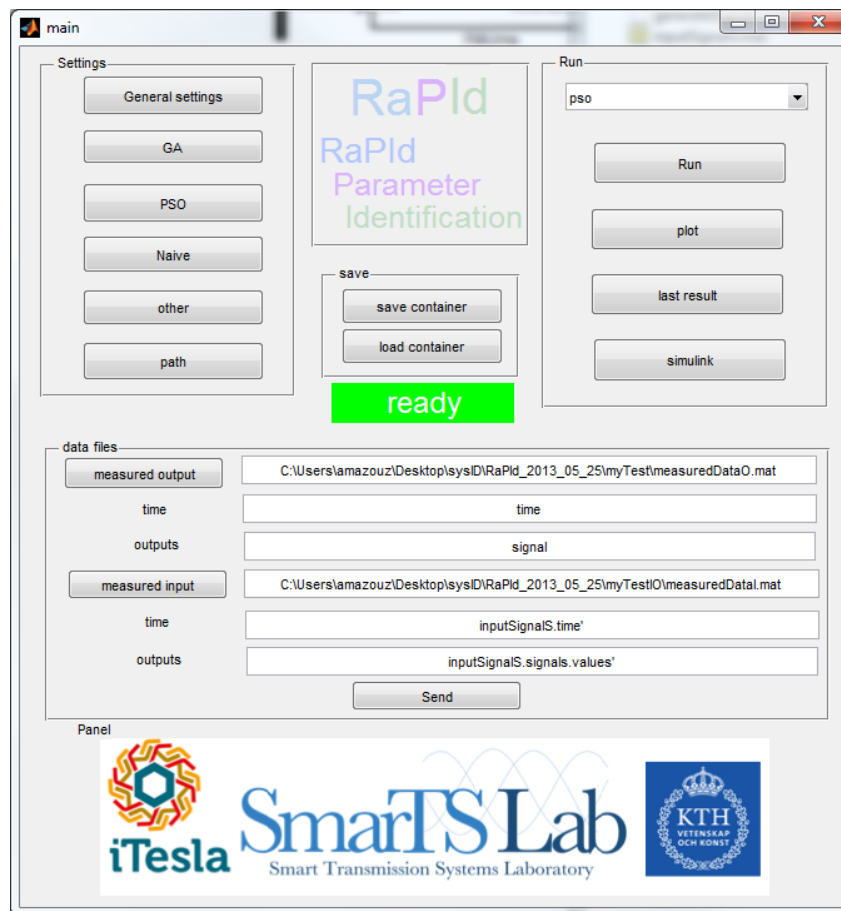 main
Settings
General settings
GA
PSO
Naive
other
path
RaPId
RaPId
Parameter
Identification
save
save container
load container
ready
Run
pso
Run
plot
last result
simulink
data files
measured output C:\Users\amazouz\Desktop\sysID\RaPId_2013_05_25\myTest\measuredDataO.mat
time time
outputs signal
measured input C:\Users\amazouz\Desktop\sysID\RaPId_2013_05_25\myTestIO\measuredDataI.mat
time inputSignalS.time'
outputs inputSignalS.signals.values'
Send
Panel
iTesla
SmarTS Lab
Smart Transmission Systems Laboratory
KTH
VETENSKAP
OCH KONST